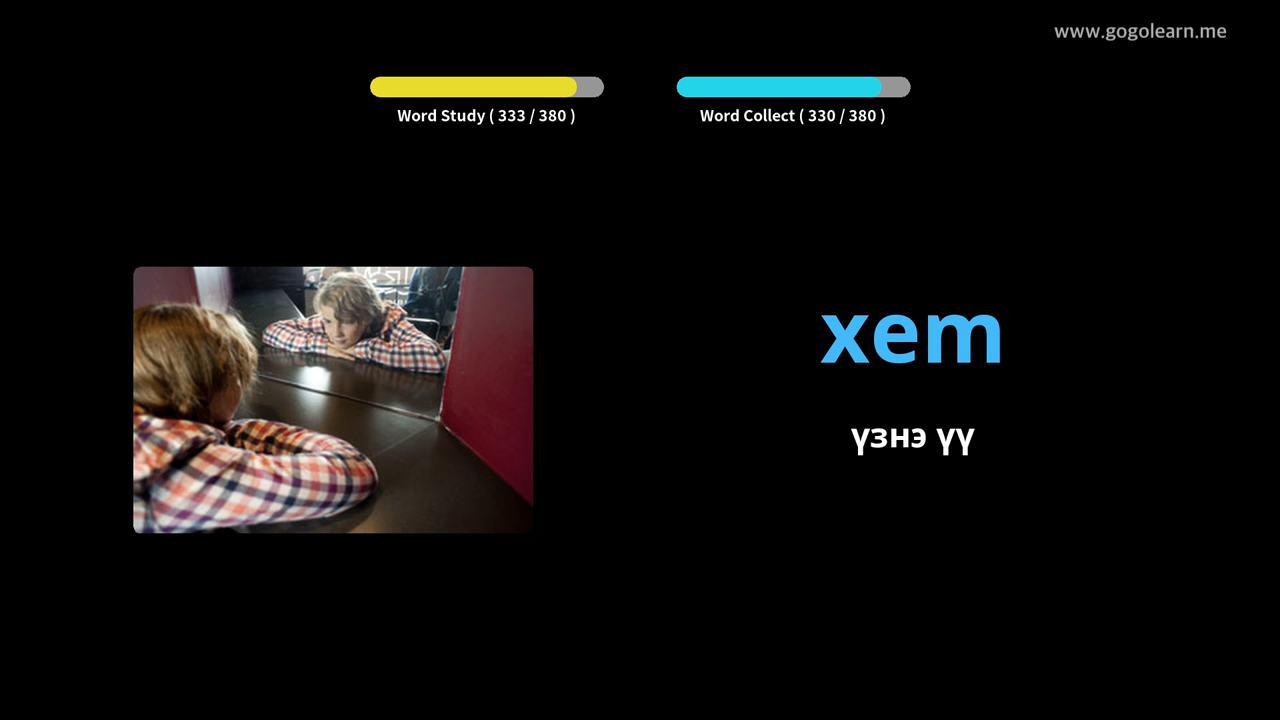 www.gogolearn.me
Word Study ( 333 / 380 )
Word Collect ( 330 / 380 )
xem
үзнэ үү